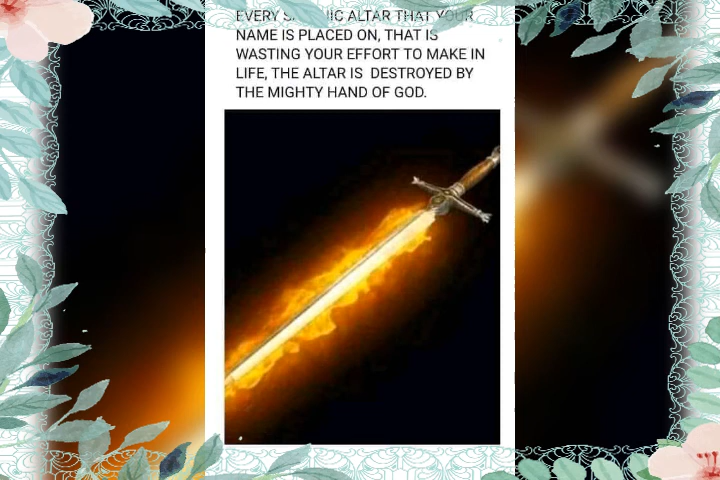 EVERY SATANIC ALTAR THAT YOUR
NAME IS PLACED ON, THAT IS
WASTING YOUR EFFORT TO MAKE IN
LIFE, THE ALTAR IS DESTROYED BY
THE MIGHTY HAND OF GOD.